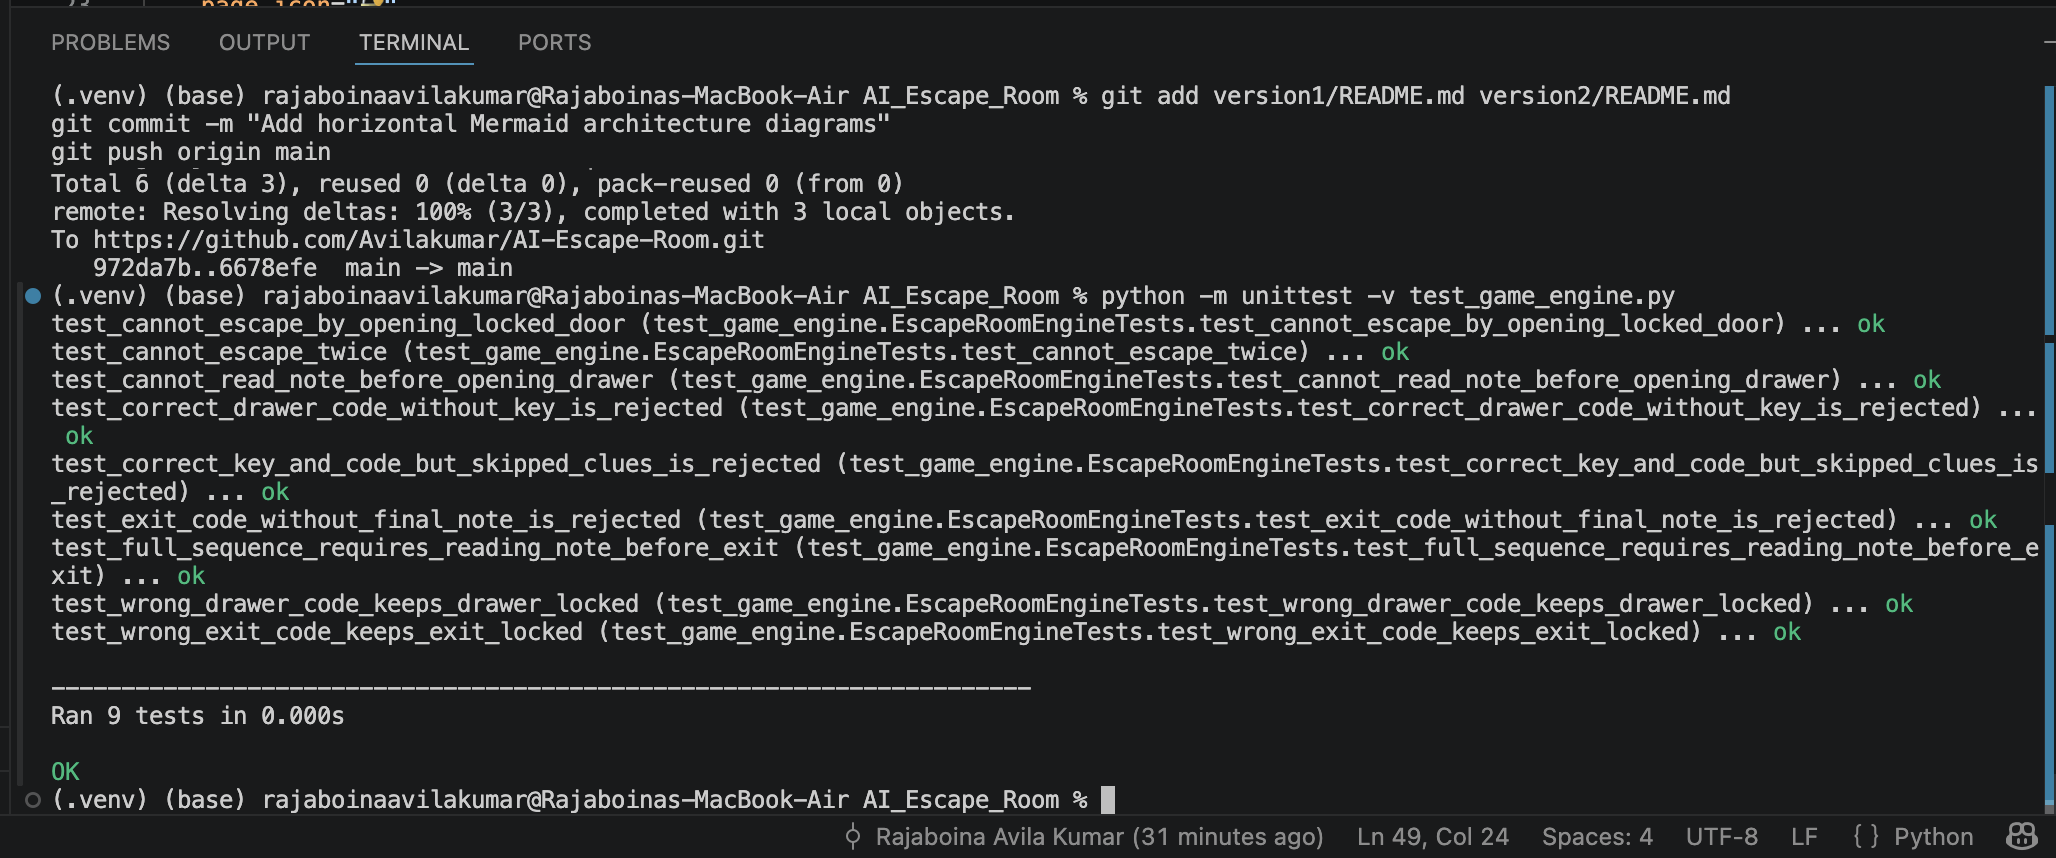 page_icon="
PROBLEMS OUTPUT TERMINAL PORTS
(.venv) (base) rajaboinaavilakumar@Rajaboinas-MacBook-Air AI_Escape_Room % git add version1/README.md version2/README.md
git commit -m "Add horizontal Mermaid architecture diagrams"
git push origin main
Total 6 (delta 3), reused 0 (delta 0), pack-reused 0 (from 0)
remote: Resolving deltas: 100% (3/3), completed with 3 local objects.
To https://github.com/Avilakumar/AI-Escape-Room.git
972da7b..6678efe main -> main
(.venv) (base) rajaboinaavilakumar@Rajaboinas-MacBook-Air AI_Escape_Room % python -m unittest -v test_game_engine.py
test_cannot_escape_by_opening_locked_door (test_game_engine.EscapeRoomEngineTests.test_cannot_escape_by_opening_locked_door) ... ok
test_cannot_escape_twice (test_game_engine.EscapeRoomEngineTests.test_cannot_escape_twice) ... ok
test_cannot_read_note_before_opening_drawer (test_game_engine.EscapeRoomEngineTests.test_cannot_read_note_before_opening_drawer) ... ok
test_correct_drawer_code_without_key_is_rejected (test_game_engine.EscapeRoomEngineTests.test_correct_drawer_code_without_key_is_rejected) ...
ok
test_correct_key_and_code_but_skipped_clues_is_rejected (test_game_engine.EscapeRoomEngineTests.test_correct_key_and_code_but_skipped_clues_is
_rejected) ... ok
test_exit_code_without_final_note_is_rejected (test_game_engine.EscapeRoomEngineTests.test_exit_code_without_final_note_is_rejected) ... ok
test_full_sequence_requires_reading_note_before_exit (test_game_engine.EscapeRoomEngineTests.test_full_sequence_requires_reading_note_before_e
xit) ... ok
test_wrong_drawer_code_keeps_drawer_locked (test_game_engine.EscapeRoomEngineTests.test_wrong_drawer_code_keeps_drawer_locked) ... ok
test_wrong_exit_code_keeps_exit_locked (test_game_engine.EscapeRoomEngineTests.test_wrong_exit_code_keeps_exit_locked) ... ok
----------------------------------------------------------------------
Ran 9 tests in 0.000s
OK
(.venv) (base) rajaboinaavilakumar@Rajaboinas-MacBook-Air AI_Escape_Room %
Rajaboina Avila Kumar (31 minutes ago) Ln 49, Col 24 Spaces: 4 UTF-8 LF {} Python